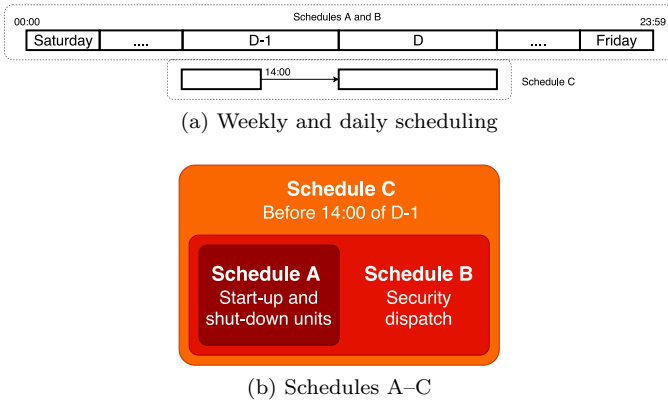 Schedules A and B
00:00
23:59
Saturday
....
D-1
D
....
Friday
14:00
Schedule C
(a) Weekly and daily scheduling
Schedule C
Before 14:00 of D-1
Schedule A
Start-up and
shut-down units
Schedule B
Security
dispatch
(b) Schedules A–C